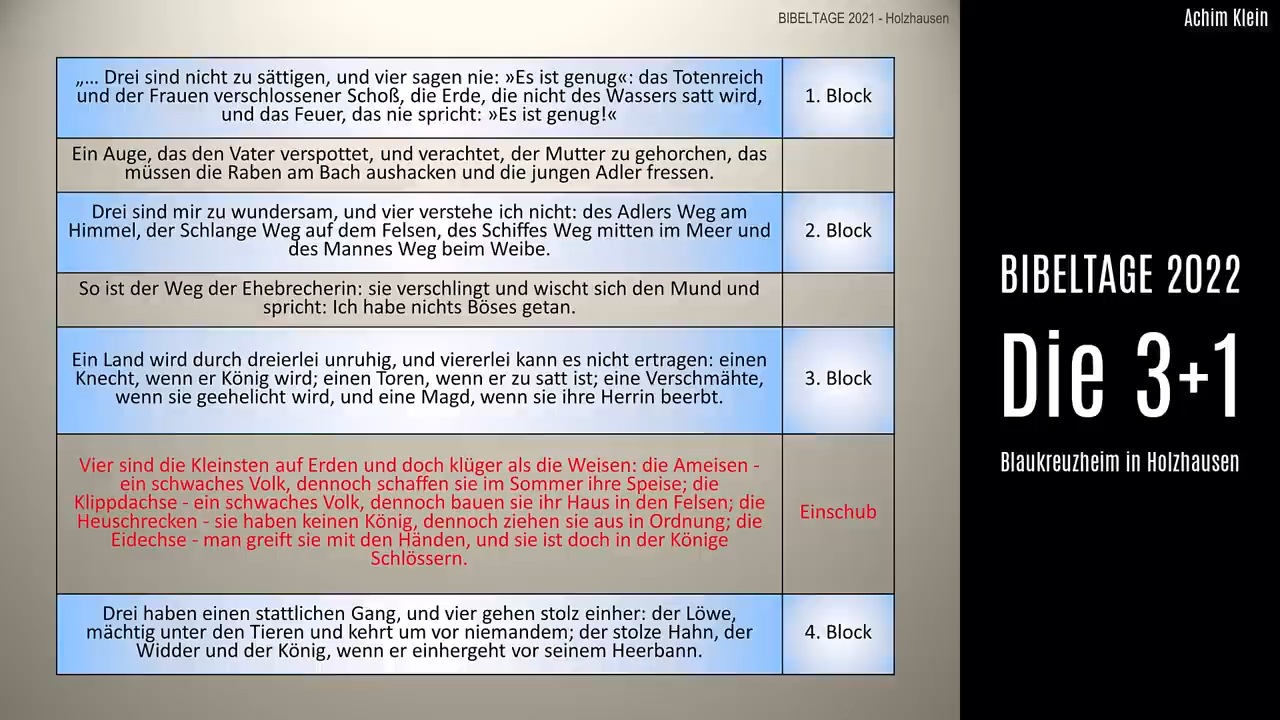 BIBELTAGE 2021 - Holzhausen
Achim Klein
„… Drei sind nicht zu sättigen, und vier sagen nie: »Es ist genug«: das Totenreich
und der Frauen verschlossener Schoß, die Erde, die nicht des Wassers satt wird,
und das Feuer, das nie spricht: »Es ist genug!«
1. Block
Ein Auge, das den Vater verspottet, und verachtet, der Mutter zu gehorchen, das
müssen die Raben am Bach aushacken und die jungen Adler fressen.
Drei sind mir zu wundersam, und vier verstehe ich nicht: des Adlers Weg am
Himmel, der Schlange Weg auf dem Felsen, des Schiffes Weg mitten im Meer und
des Mannes Weg beim Weibe.
2. Block
So ist der Weg der Ehebrecherin: sie verschlingt und wischt sich den Mund und
spricht: Ich habe nichts Böses getan.
Ein Land wird durch dreierlei unruhig, und viererlei kann es nicht ertragen: einen
Knecht, wenn er König wird; einen Toren, wenn er zu satt ist; eine Verschmähte,
wenn sie geehelicht wird, und eine Magd, wenn sie ihre Herrin beerbt.
3. Block
Vier sind die Kleinsten auf Erden und doch klüger als die Weisen: die Ameisen -
ein schwaches Volk, dennoch schaffen sie im Sommer ihre Speise; die
Klippdachse - ein schwaches Volk, dennoch bauen sie ihr Haus in den Felsen; die
Heuschrecken - sie haben keinen König, dennoch ziehen sie aus in Ordnung; die
Eidechse - man greift sie mit den Händen, und sie ist doch in der Könige
Schlössern.
Einschub
Drei haben einen stattlichen Gang, und vier gehen stolz einher: der Löwe,
mächtig unter den Tieren und kehrt um vor niemandem; der stolze Hahn, der
Widder und der König, wenn er einhergeht vor seinem Heerbann.
4. Block
BIBELTAGE 2022
Die 3+1
Blaukreuzheim in Holzhausen